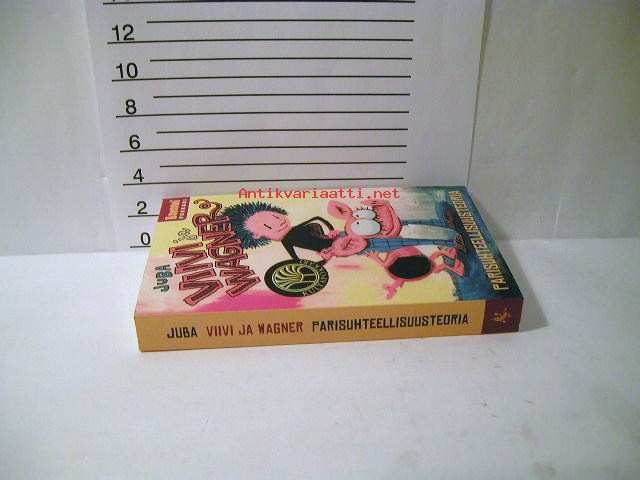 12
10
8
6
4
2
0
Antikvariaatti.net
JUBA
VIIVI
ja
WAGNER
PARISUHTEELLISUUSTEORIA
JUBA VIIVI JA WAGNER PARISUHTEELLISUUSTEORIA